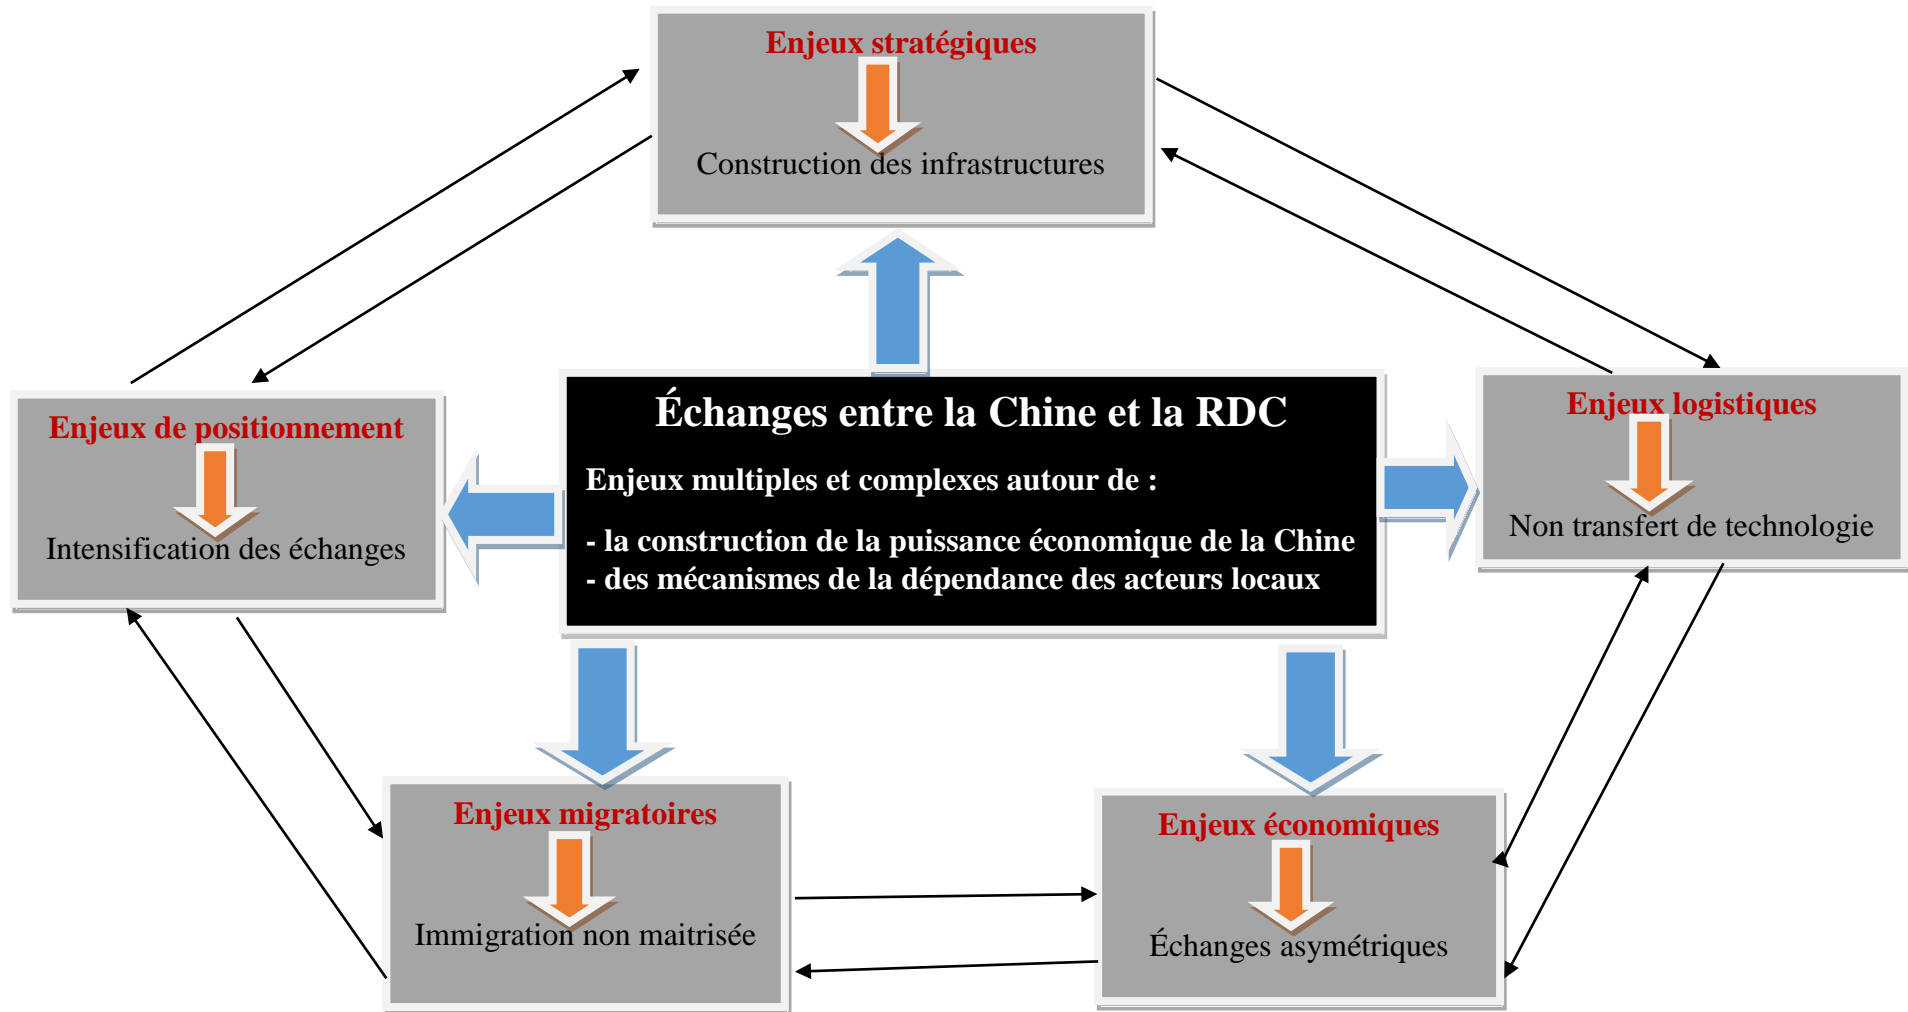 Enjeux stratégiques
Construction des infrastructures
Enjeux de positionnement
Intensification des échanges
Échanges entre la Chine et la RDC
Enjeux multiples et complexes autour de :
- la construction de la puissance économique de la Chine
- des mécanismes de la dépendance des acteurs locaux
Enjeux logistiques
Non transfert de technologie
Enjeux migratoires
Immigration non maitrisée
Enjeux économiques
Échanges asymétriques